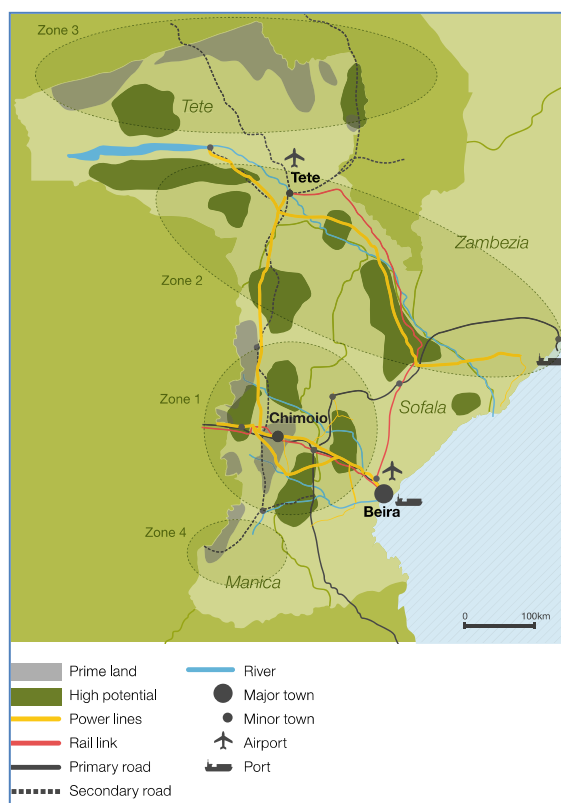 Zone 3
Tete
Tete
Zambezia
Zone 2
Zone 1
Chimoio
Sofala
Beira
Zone 4
Manica
0
100km
Prime land
High potential
Power lines
Rail link
Primary road
Secondary road
River
Major town
Minor town
Airport
Port